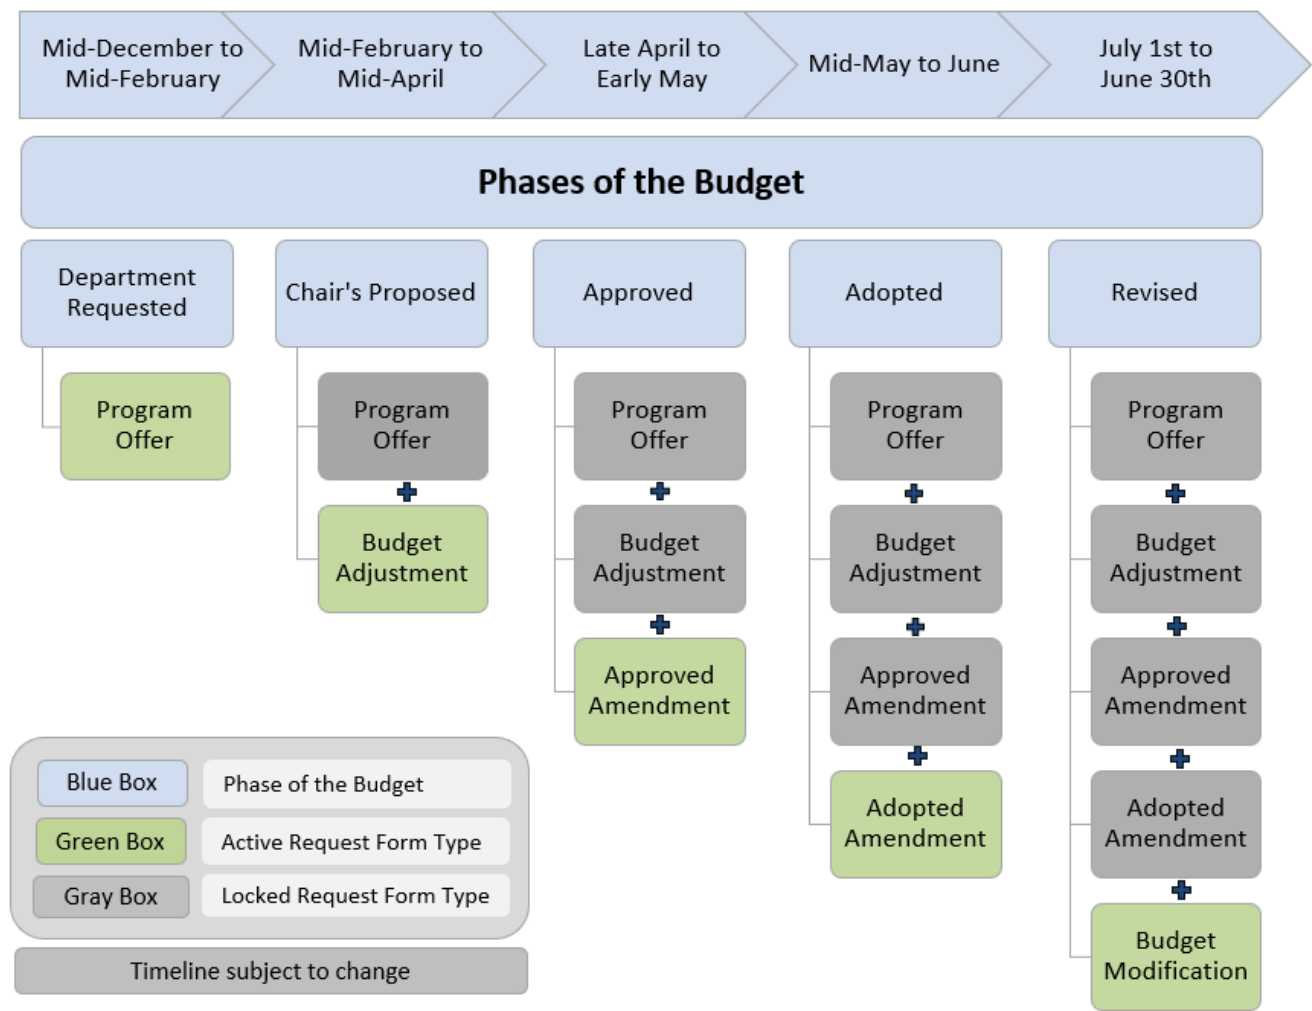 Mid-December to
Mid-February
Mid-February to
Mid-April
Late April to
Early May
Mid-May to June
July 1st to
June 30th
Phases of the Budget
Department
Requested
Chair's Proposed
Approved
Adopted
Revised
Program
Offer
Program
Offer
Program
Offer
Program
Offer
Program
Offer
Budget
Adjustment
Budget
Adjustment
Budget
Adjustment
Budget
Adjustment
Approved
Amendment
Approved
Amendment
Approved
Amendment
Adopted
Amendment
Adopted
Amendment
Budget
Modification
Blue Box
Phase of the Budget
Green Box
Active Request Form Type
Gray Box
Locked Request Form Type
Timeline subject to change